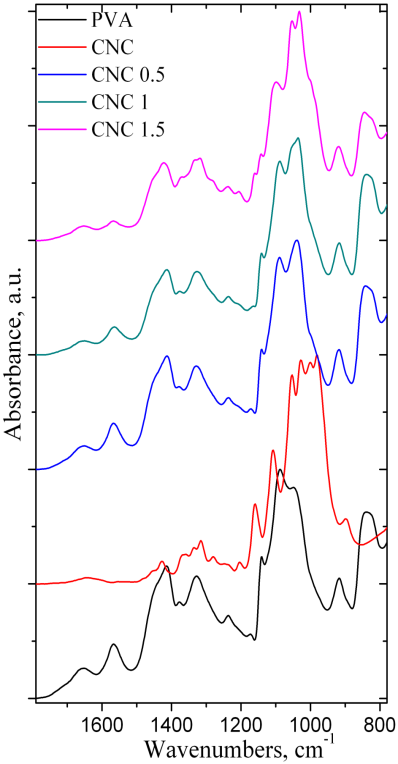 PVA
CNC
CNC 0.5
CNC 1
CNC 1.5
Absorbance, a.u.
1600 1400 1200 1000 800
Wavenumbers, cm⁻¹